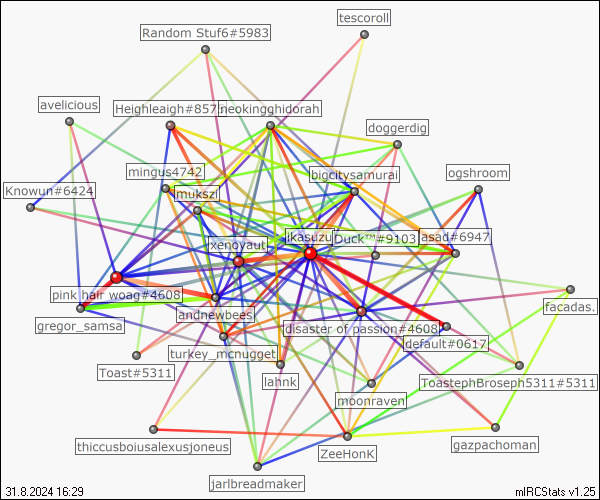 tescoroll
Random Stuf6#5983
avelicious
Heighleaigh#857
neokingghidorah
doggerdig
mingus4742
bigcitysamurai
ogshroom
Knowun#6424
mukszi
ikasuzu
Duck™#9103
asad#6947
xenoyaut
pink hair woag#4608
andrewbees
facadas.
gregor_samsa
disaster of passion#4608
default#0617
turkey_mcnugget
Toast#5311
lahnk
ToastephBroseph5311#5311
moonraven
thiccusboiusalexusjoneus
ZeeHonK
gazpachoman
jarlbreadmaker
31.8.2024 16:29
mIRCStats v1.25